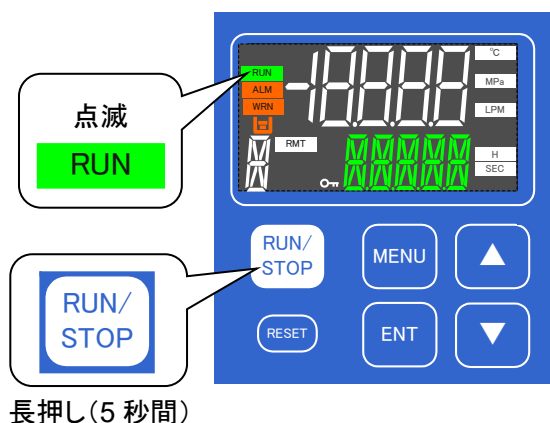 点滅
RUN
RUN
ALM
WRN
℃
MPa
LPM
RMT
H
SEC
RUN/
STOP
MENU
▲
RESET
ENT
▼
RUN/
STOP
長押し(5 秒間)